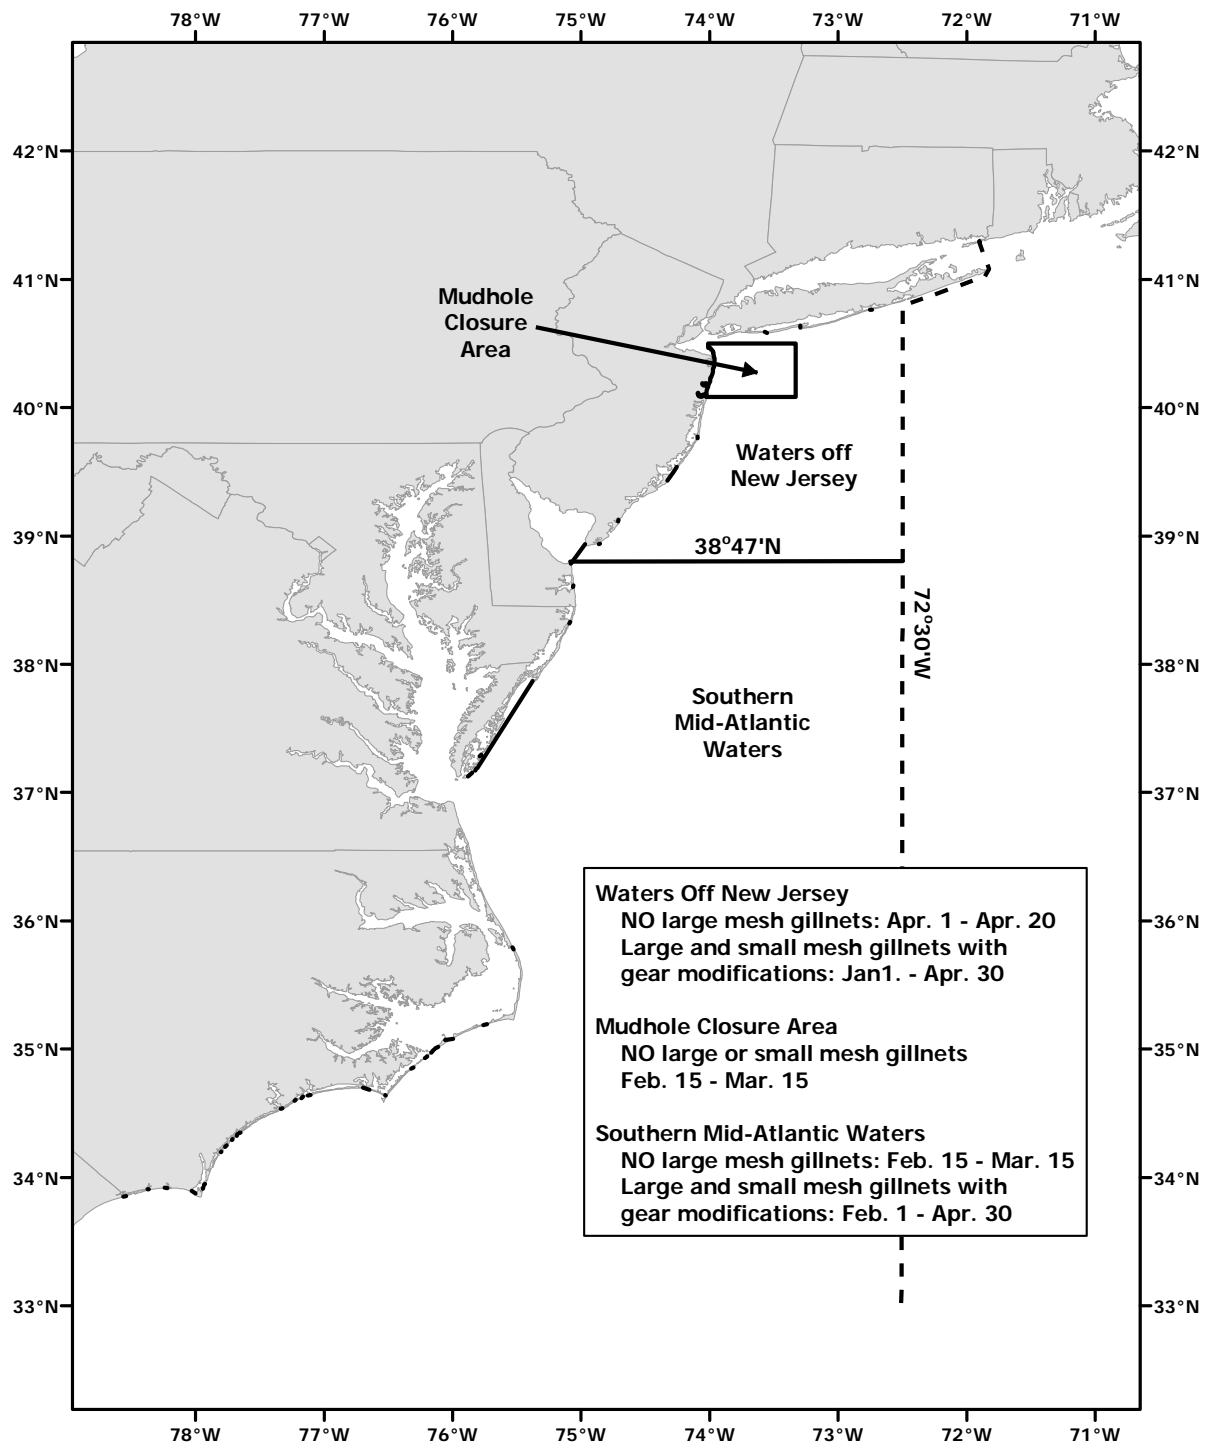 78°W 77°W 76°W 75°W 74°W 73°W 72°W 71°W
42°N 42°N
41°N 41°N
Mudhole
Closure
Area
40°N 40°N
Waters off
New Jersey
39°N 39°N
38°47'N
72°30'W
38°N 38°N
Southern
Mid-Atlantic
Waters
37°N 37°N
Waters Off New Jersey
NO large mesh gillnets: Apr. 1 - Apr. 20
Large and small mesh gillnets with
gear modifications: Jan1. - Apr. 30
36°N 36°N
Mudhole Closure Area
NO large or small mesh gillnets
Feb. 15 - Mar. 15
35°N 35°N
Southern Mid-Atlantic Waters
NO large mesh gillnets: Feb. 15 - Mar. 15
Large and small mesh gillnets with
gear modifications: Feb. 1 - Apr. 30
34°N 34°N
33°N 33°N
78°W 77°W 76°W 75°W 74°W 73°W 72°W 71°W